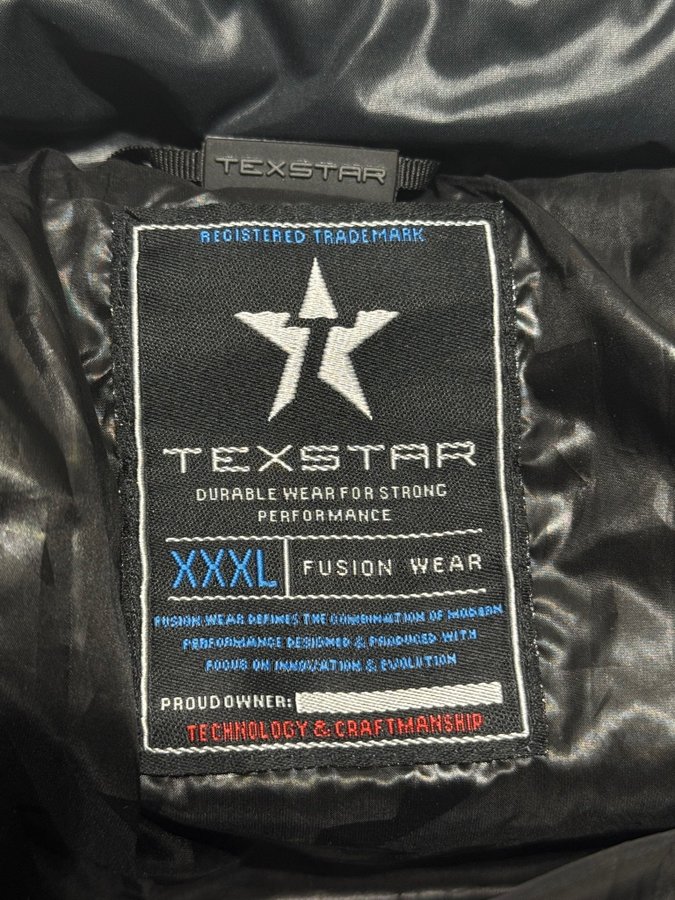 TEXSTAR
REGISTERED TRADEMARK
TEXSTAR
DURABLE WEAR FOR STRONG
PERFORMANCE
XXXL FUSION WEAR
FUSION WEAR DEFINES THE COMBINATION OF MODERN
PERFORMANCE DESIGNED & PRODUCED WITH
FOCUS ON INNOVATION & EVOLUTION
PROUD OWNER:
TECHNOLOGY & CRAFTMANSHIP